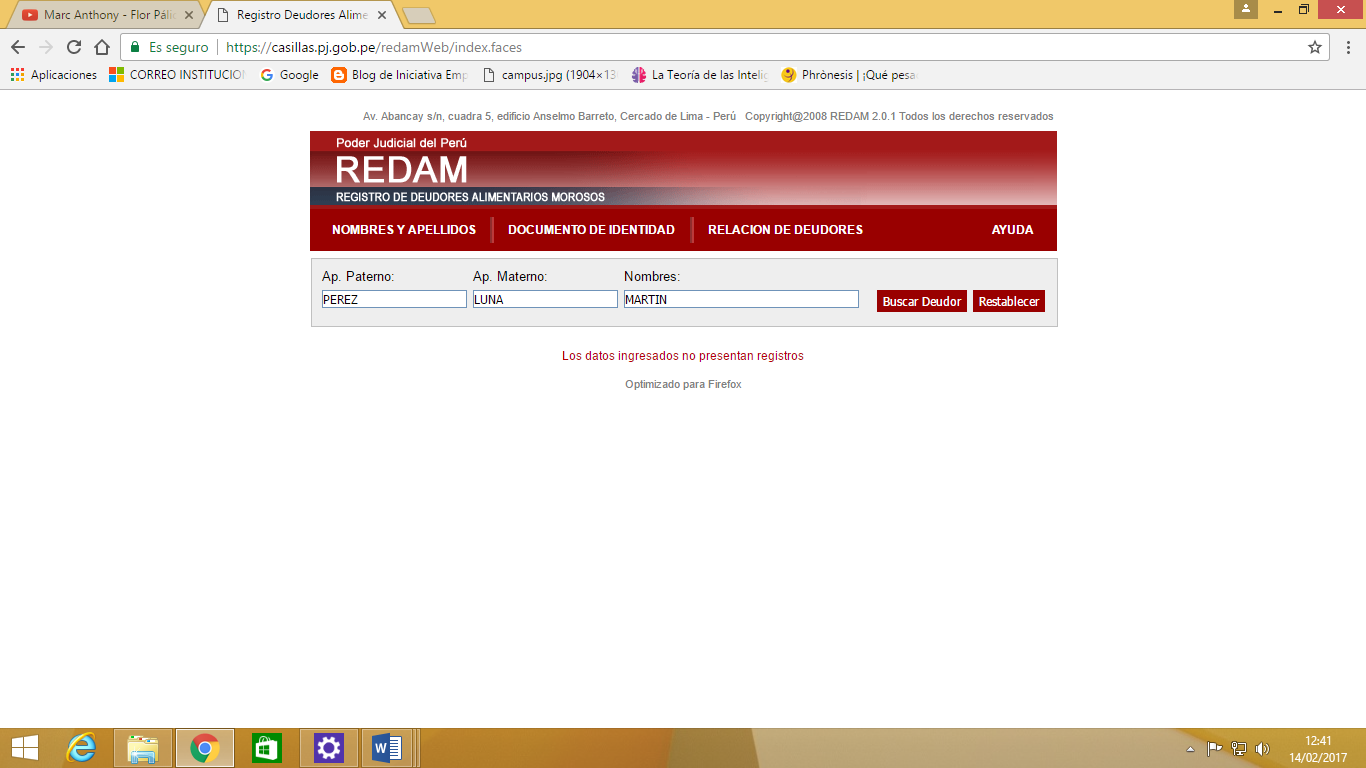 Marc Anthony - Flor Páli
Registro Deudores Alime
Es seguro
https://casillas.pj.gob.pe/redamWeb/index.faces
Aplicaciones
CORREO INSTITUCION
Google
Blog de Iniciativa Emp
campus.jpg (1904×13
La Teoría de las Intelig
Phrònesis | ¡Qué pesa
Av. Abancay s/n, cuadra 5, edificio Anselmo Barreto, Cercado de Lima - Perú Copyright@2008 REDAM 2.0.1 Todos los derechos reservados
Poder Judicial del Perú
REDAM
REGISTRO DE DEUDORES ALIMENTARIOS MOROSOS
NOMBRES Y APELLIDOS DOCUMENTO DE IDENTIDAD RELACION DE DEUDORES AYUDA
Ap. Paterno: Ap. Materno: Nombres:
PEREZ LUNA MARTIN Buscar Deudor Restablecer
Los datos ingresados no presentan registros
Optimizado para Firefox
12:41
14/02/2017